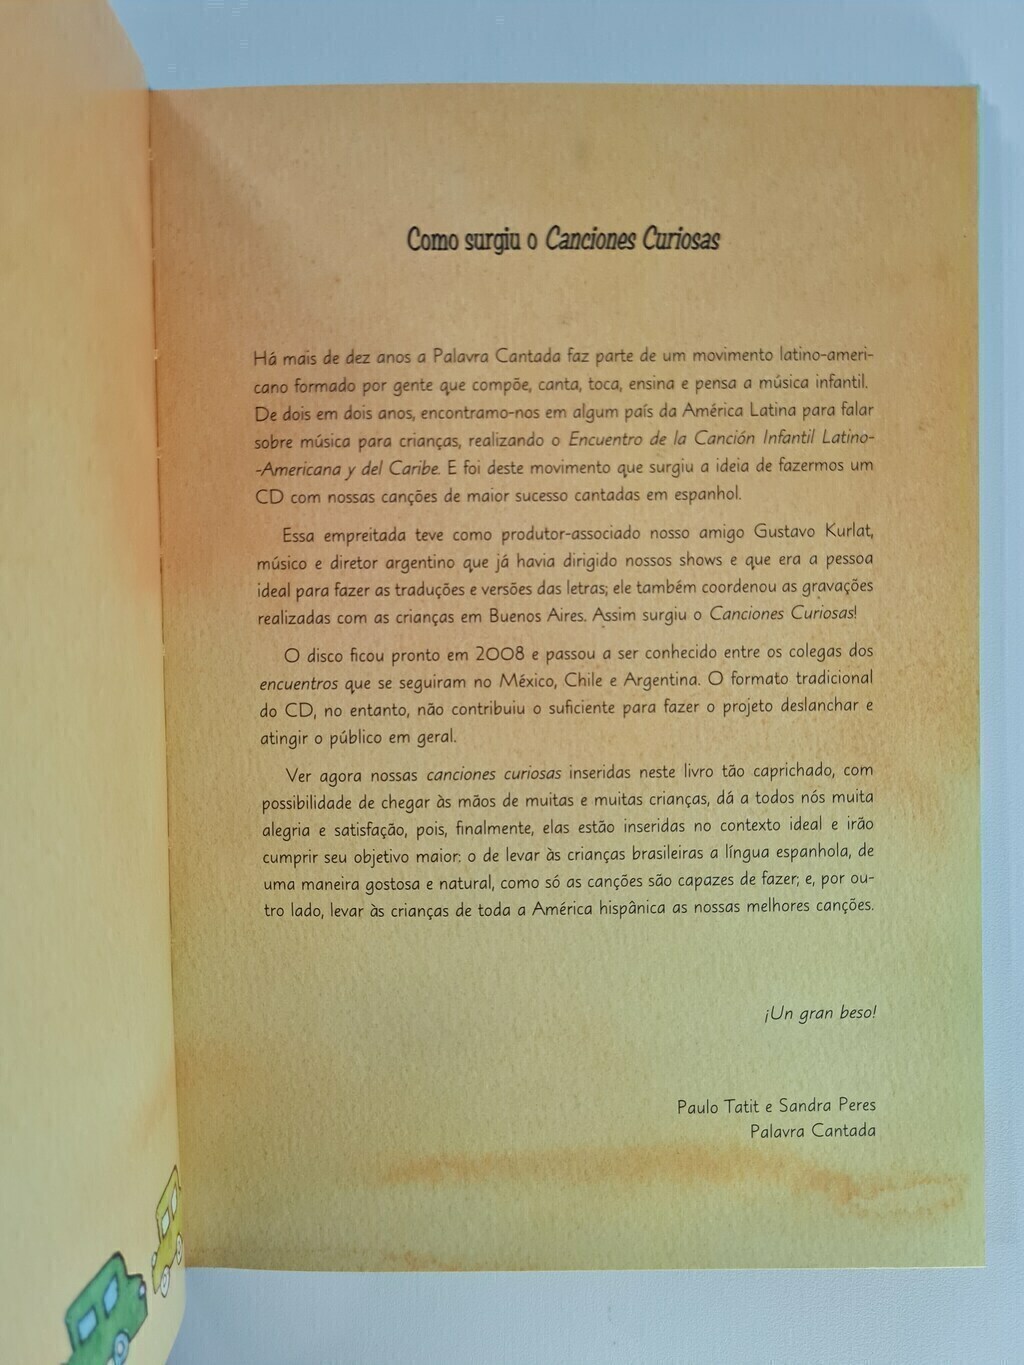 Como surgiu o Canciones Curiosas
Há mais de dez anos a Palavra Cantada faz parte de um movimento latino-ameri-
cano formado por gente que compõe, canta, toca, ensina e pensa a música infantil.
De dois em dois anos, encontramo-nos em algum país da América Latina para falar
sobre música para crianças, realizando o Encuentro de la Canción Infantil Latino-
-Americana y del Caribe. E foi deste movimento que surgiu a ideia de fazermos um
CD com nossas canções de maior sucesso cantadas em espanhol.
Essa empreitada teve como produtor-associado nosso amigo Gustavo Kurlat,
músico e diretor argentino que já havia dirigido nossos shows e que era a pessoa
ideal para fazer as traduções e versões das letras; ele também coordenou as gravações
realizadas com as crianças em Buenos Aires. Assim surgiu o Canciones Curiosas!
O disco ficou pronto em 2008 e passou a ser conhecido entre os colegas dos
encuentros que se seguiram no México, Chile e Argentina. O formato tradicional
do CD, no entanto, não contribuiu o suficiente para fazer o projeto deslanchar e
atingir o público em geral.
Ver agora nossas canciones curiosas inseridas neste livro tão caprichado, com
possibilidade de chegar às mãos de muitas e muitas crianças, dá a todos nós muita
alegria e satisfação, pois, finalmente, elas estão inseridas no contexto ideal e irão
cumprir seu objetivo maior: o de levar às crianças brasileiras a língua espanhola, de
uma maneira gostosa e natural, como só as canções são capazes de fazer; e, por ou-
tro lado, levar às crianças de toda a América hispânica as nossas melhores canções.
¡Un gran beso!
Paulo Tatit e Sandra Peres
Palavra Cantada